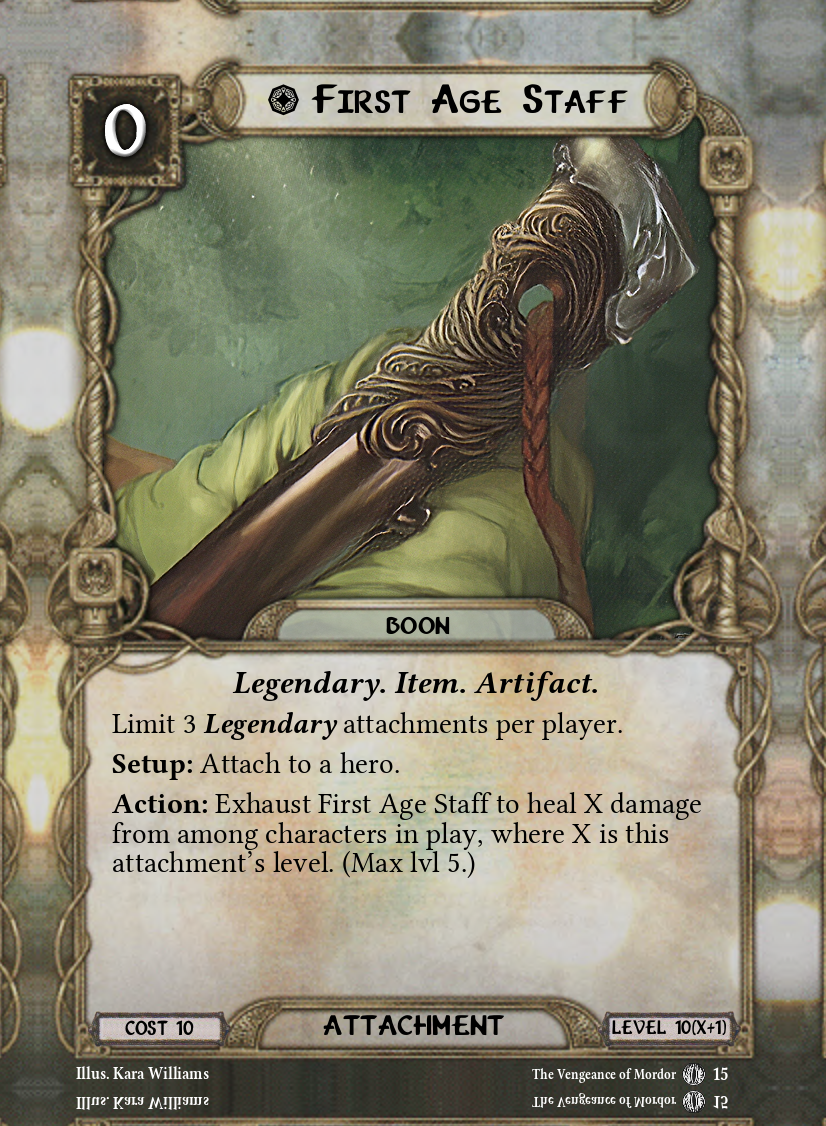 0
First Age Staff
BOON
Legendary. Item. Artifact.
Limit 3 Legendary attachments per player.
Setup: Attach to a hero.
Action: Exhaust First Age Staff to heal X damage
from among characters in play, where X is this
attachment's level. (Max lvl 5.)
COST 10
ATTACHMENT
LEVEL 10(X+1)
Illus. Kara Williams
The Vengeance of Mordor 15
Illus. Kara Williams
The Vengeance of Mordor 15